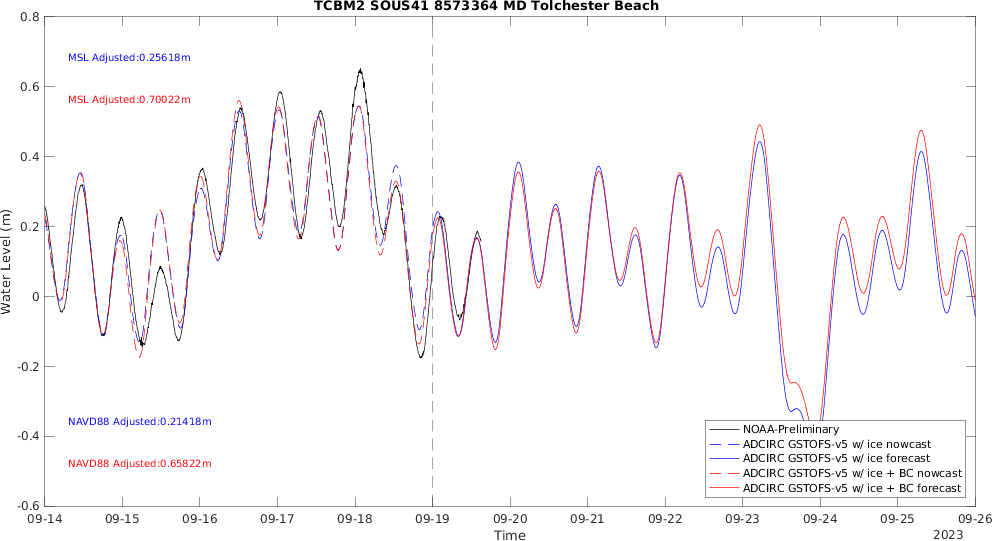 TCBM2 SOUS41 8573364 MD Tolchester Beach
0.8
0.6
0.4
0.2
0
-0.2
-0.4
-0.6
Water Level (m)
MSL Adjusted:0.25618m
MSL Adjusted:0.70022m
NAVD88 Adjusted:0.21418m
NAVD88 Adjusted:0.65822m
NOAA-Preliminary
ADCIRC GSTOFS-v5 w/ ice nowcast
ADCIRC GSTOFS-v5 w/ ice forecast
ADCIRC GSTOFS-v5 w/ ice + BC nowcast
ADCIRC GSTOFS-v5 w/ ice + BC forecast
09-14 09-15 09-16 09-17 09-18 09-19 09-20 09-21 09-22 09-23 09-24 09-25 09-26
Time
2023